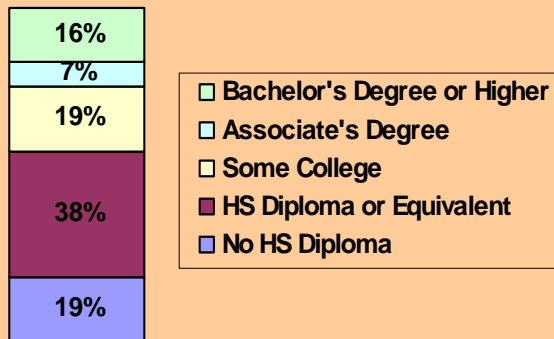 16%
7%
19%
38%
19%
Bachelor's Degree or Higher
Associate's Degree
Some College
HS Diploma or Equivalent
No HS Diploma